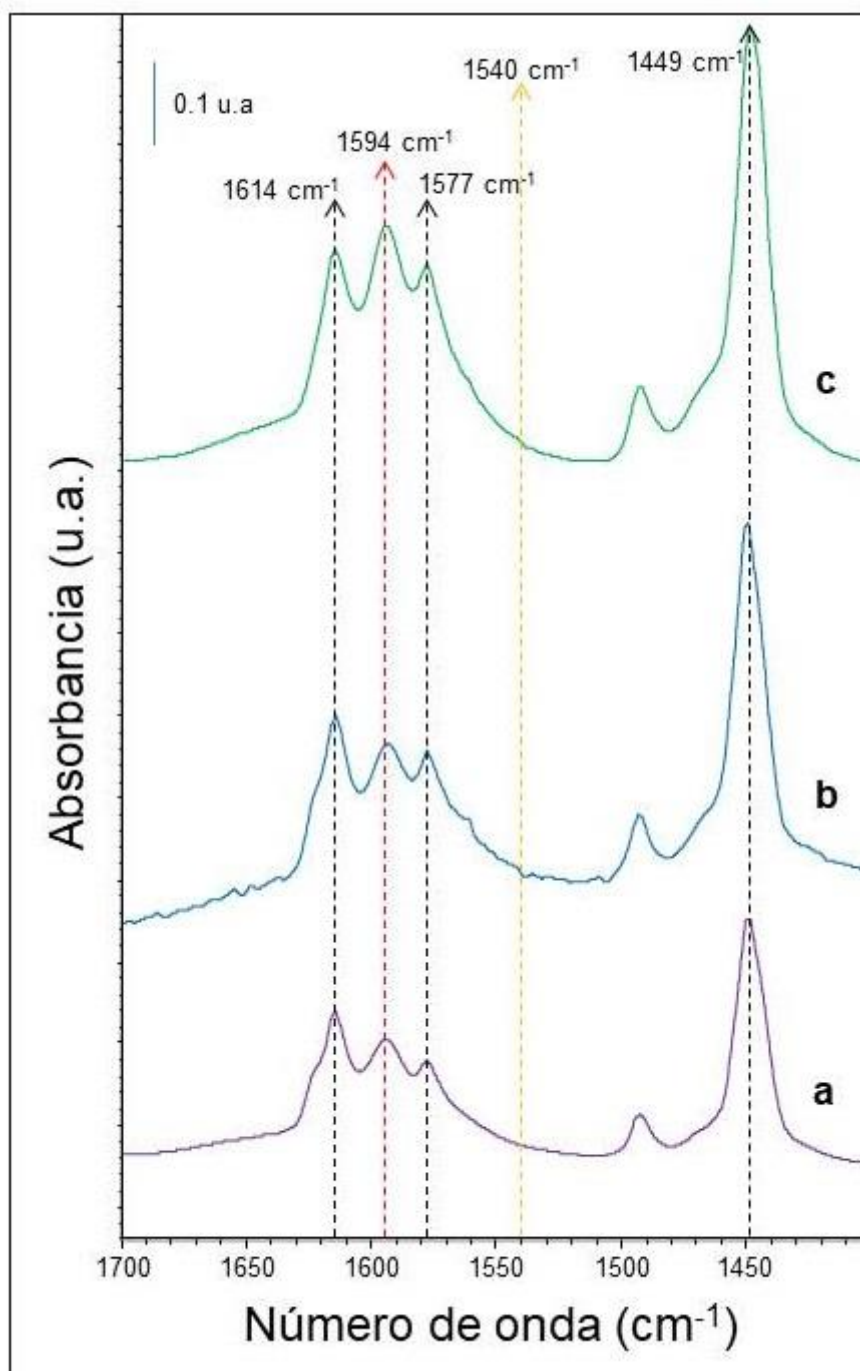 1540 cm⁻¹
1449 cm⁻¹
0.1 u.a
1594 cm⁻¹
1614 cm⁻¹
1577 cm⁻¹
c
b
a
Absorbancia (u.a.)
1700 1650 1600 1550 1500 1450
Número de onda (cm⁻¹)